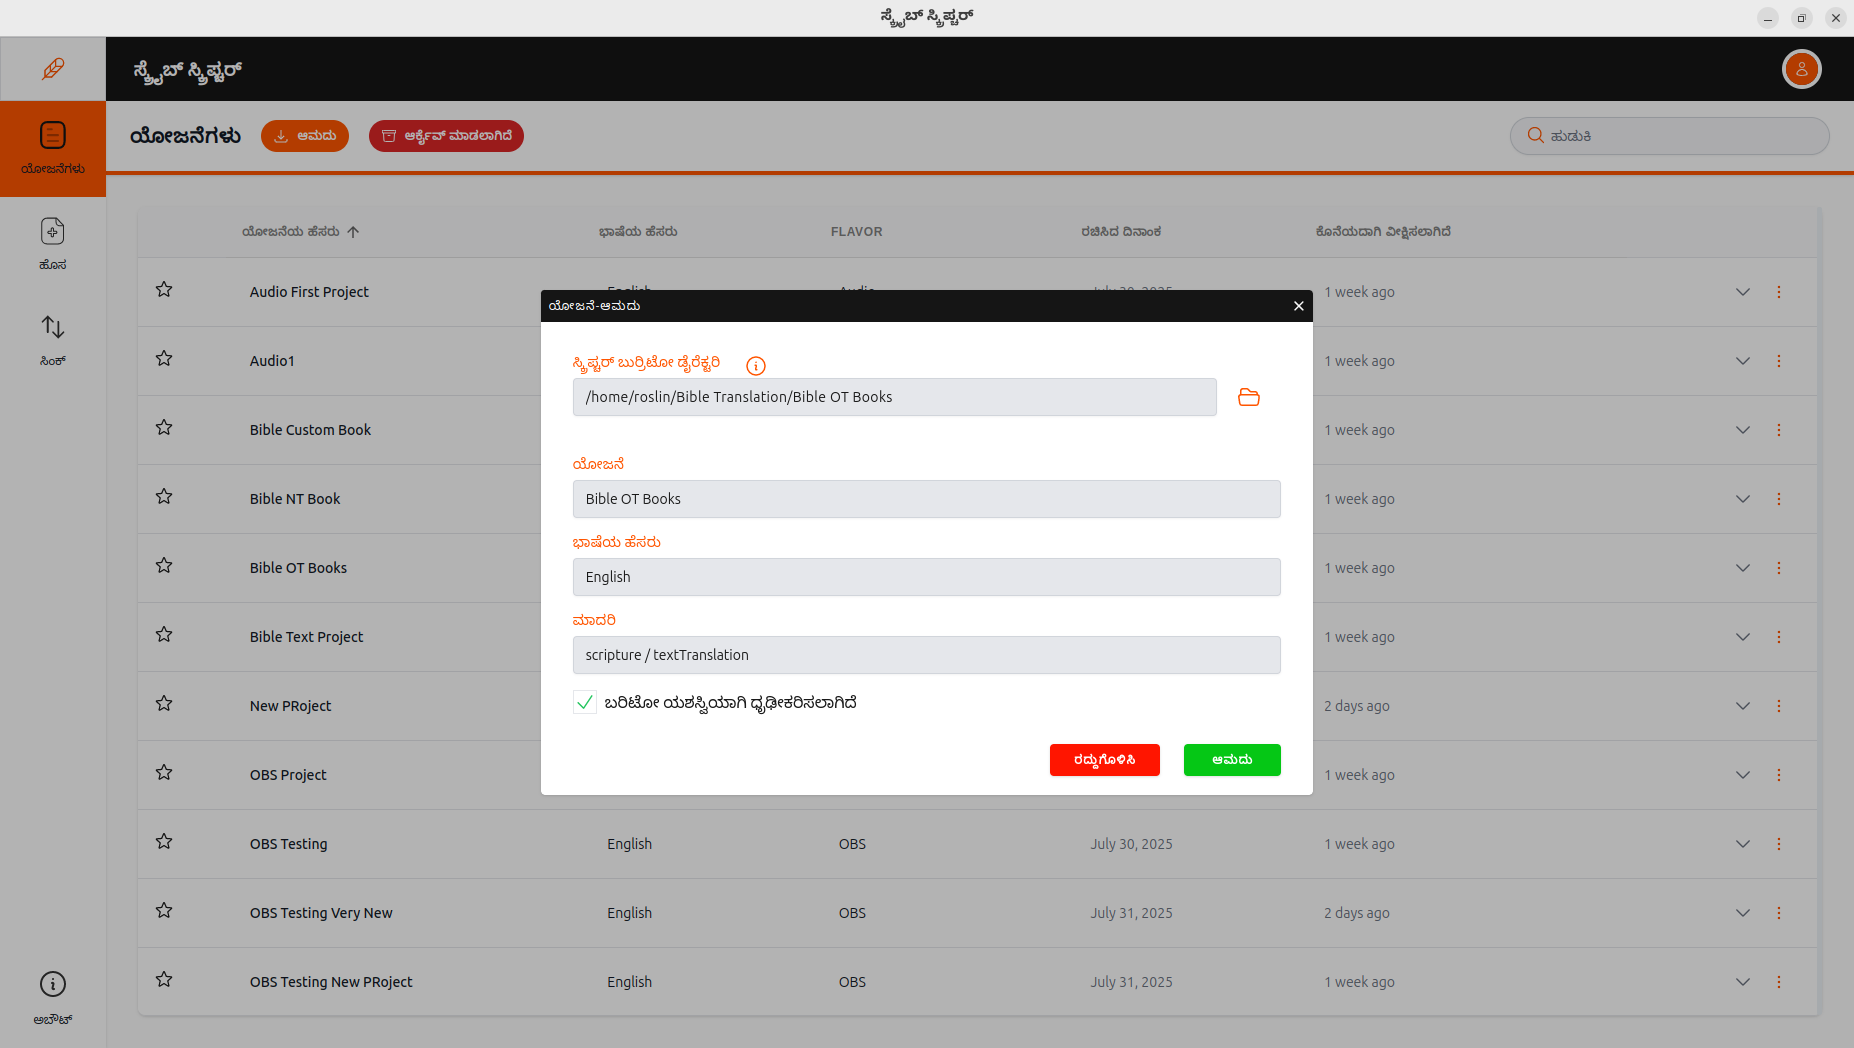 ಸ್ಕ್ರೈಬ್ ಸ್ಕ್ರಿಪ್ಚರ್
ಸ್ಕ್ರೈಬ್ ಸ್ಕ್ರಿಪ್ಚರ್
ಯೋಜನೆಗಳು
ಹೊಸ
ಸಿಂಕ್
ಅಬೌಟ್
ಯೋಜನೆಗಳು ಆಮದು ಆರ್ಕೈವ್ ಮಾಡಲಾಗಿದೆ ಹುಡುಕಿ
ಯೋಜನೆಯ ಹೆಸರು ಭಾಷೆಯ ಹೆಸರು FLAVOR ರಚಿಸಿದ ದಿನಾಂಕ ಕೊನೆಯದಾಗಿ ವೀಕ್ಷಿಸಲಾಗಿದೆ
Audio First Project English Audio July 30, 2025 1 week ago
Audio1 1 week ago
Bible Custom Book 1 week ago
Bible NT Book 1 week ago
Bible OT Books 1 week ago
Bible Text Project 1 week ago
New PRoject 2 days ago
OBS Project 1 week ago
OBS Testing English OBS July 30, 2025 1 week ago
OBS Testing Very New English OBS July 31, 2025 2 days ago
OBS Testing New PRoject English OBS July 31, 2025 1 week ago
ಯೋಜನೆ-ಆಮದು
ಸ್ಕ್ರಿಪ್ಚರ್ ಬುರ್ರಿಟೋ ಡೈರೆಕ್ಟರಿ
/home/roslin/Bible Translation/Bible OT Books
ಯೋಜನೆ
Bible OT Books
ಭಾಷೆಯ ಹೆಸರು
English
ಮಾದರಿ
scripture / textTranslation
ಬರಿಟೋ ಯಶಸ್ವಿಯಾಗಿ ಧೃಢೀಕರಿಸಲಾಗಿದೆ
ರದ್ದುಗೊಳಿಸಿ ಆಮದು